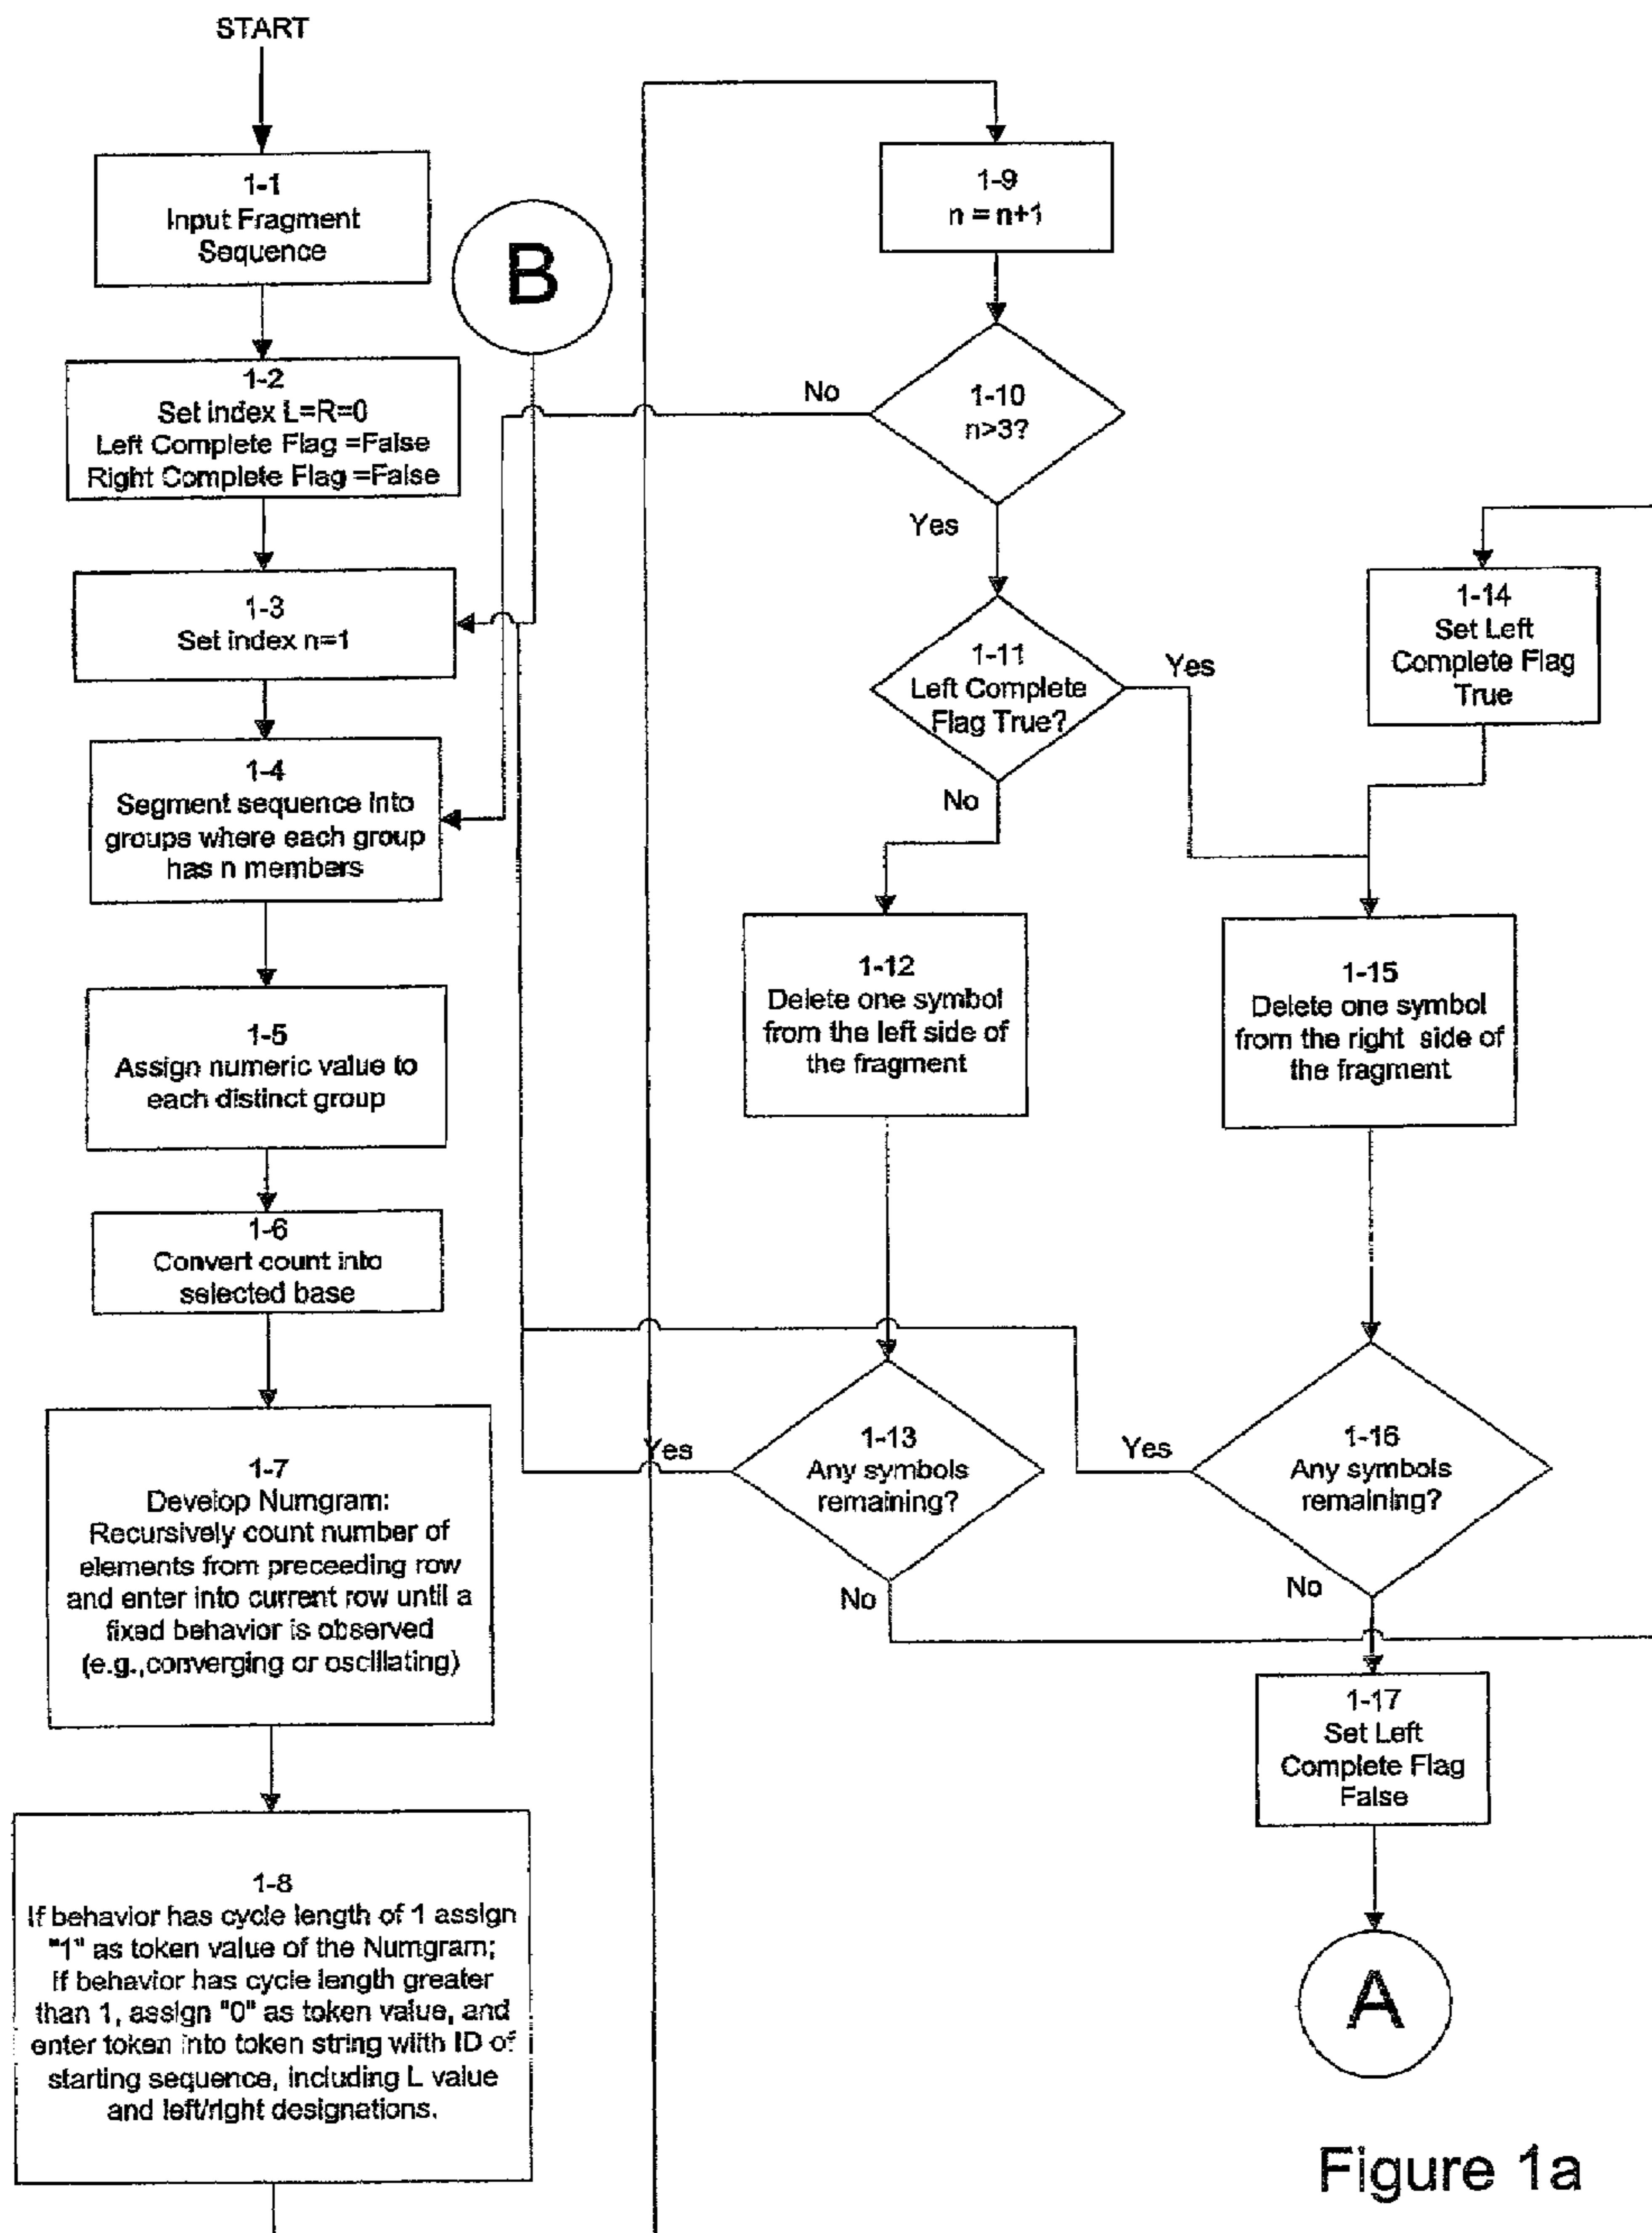 START
1-1
Input Fragment
Sequence
1-2
Set index L=R=0
Left Complete Flag =False
Right Complete Flag =False
1-3
Set index n=1
1-4
Segment sequence into
groups where each group
has n members
1-5
Assign numeric value to
each distinct group
1-6
Convert count into
selected base
1-7
Develop Numgram:
Recursively count number of
elements from preceeding row
and enter into current row until a
fixed behavior is observed
(e.g.,converging or oscillating)
1-8
If behavior has cycle length of 1 assign
"1" as token value of the Numgram;
If behavior has cycle length greater
than 1, assign "0" as token value, and
enter token into token string with ID of
starting sequence, including L value
and left/right designations.
B
1-9
n = n+1
No
1-10
n>3?
Yes
1-11
Left Complete
Flag True?
Yes
No
1-12
Delete one symbol
from the left side of
the fragment
Yes
1-13
Any symbols
remaining?
No
1-14
Set Left
Complete Flag
True
1-15
Delete one symbol
from the right side of
the fragment
Yes
1-16
Any symbols
remaining?
No
1-17
Set Left
Complete Flag
False
A
Figure 1a